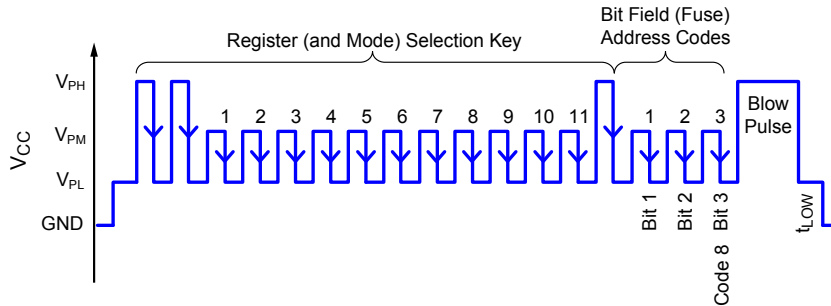 Bit Field (Fuse)
Address Codes
Register (and Mode) Selection Key
VCC
VPH
VPM
VPL
GND
1 2 3 4 5 6 7 8 9 10 11
1 2 3
Blow
Pulse
Bit 1
Bit 2
Bit 3
Code 8
tLOW